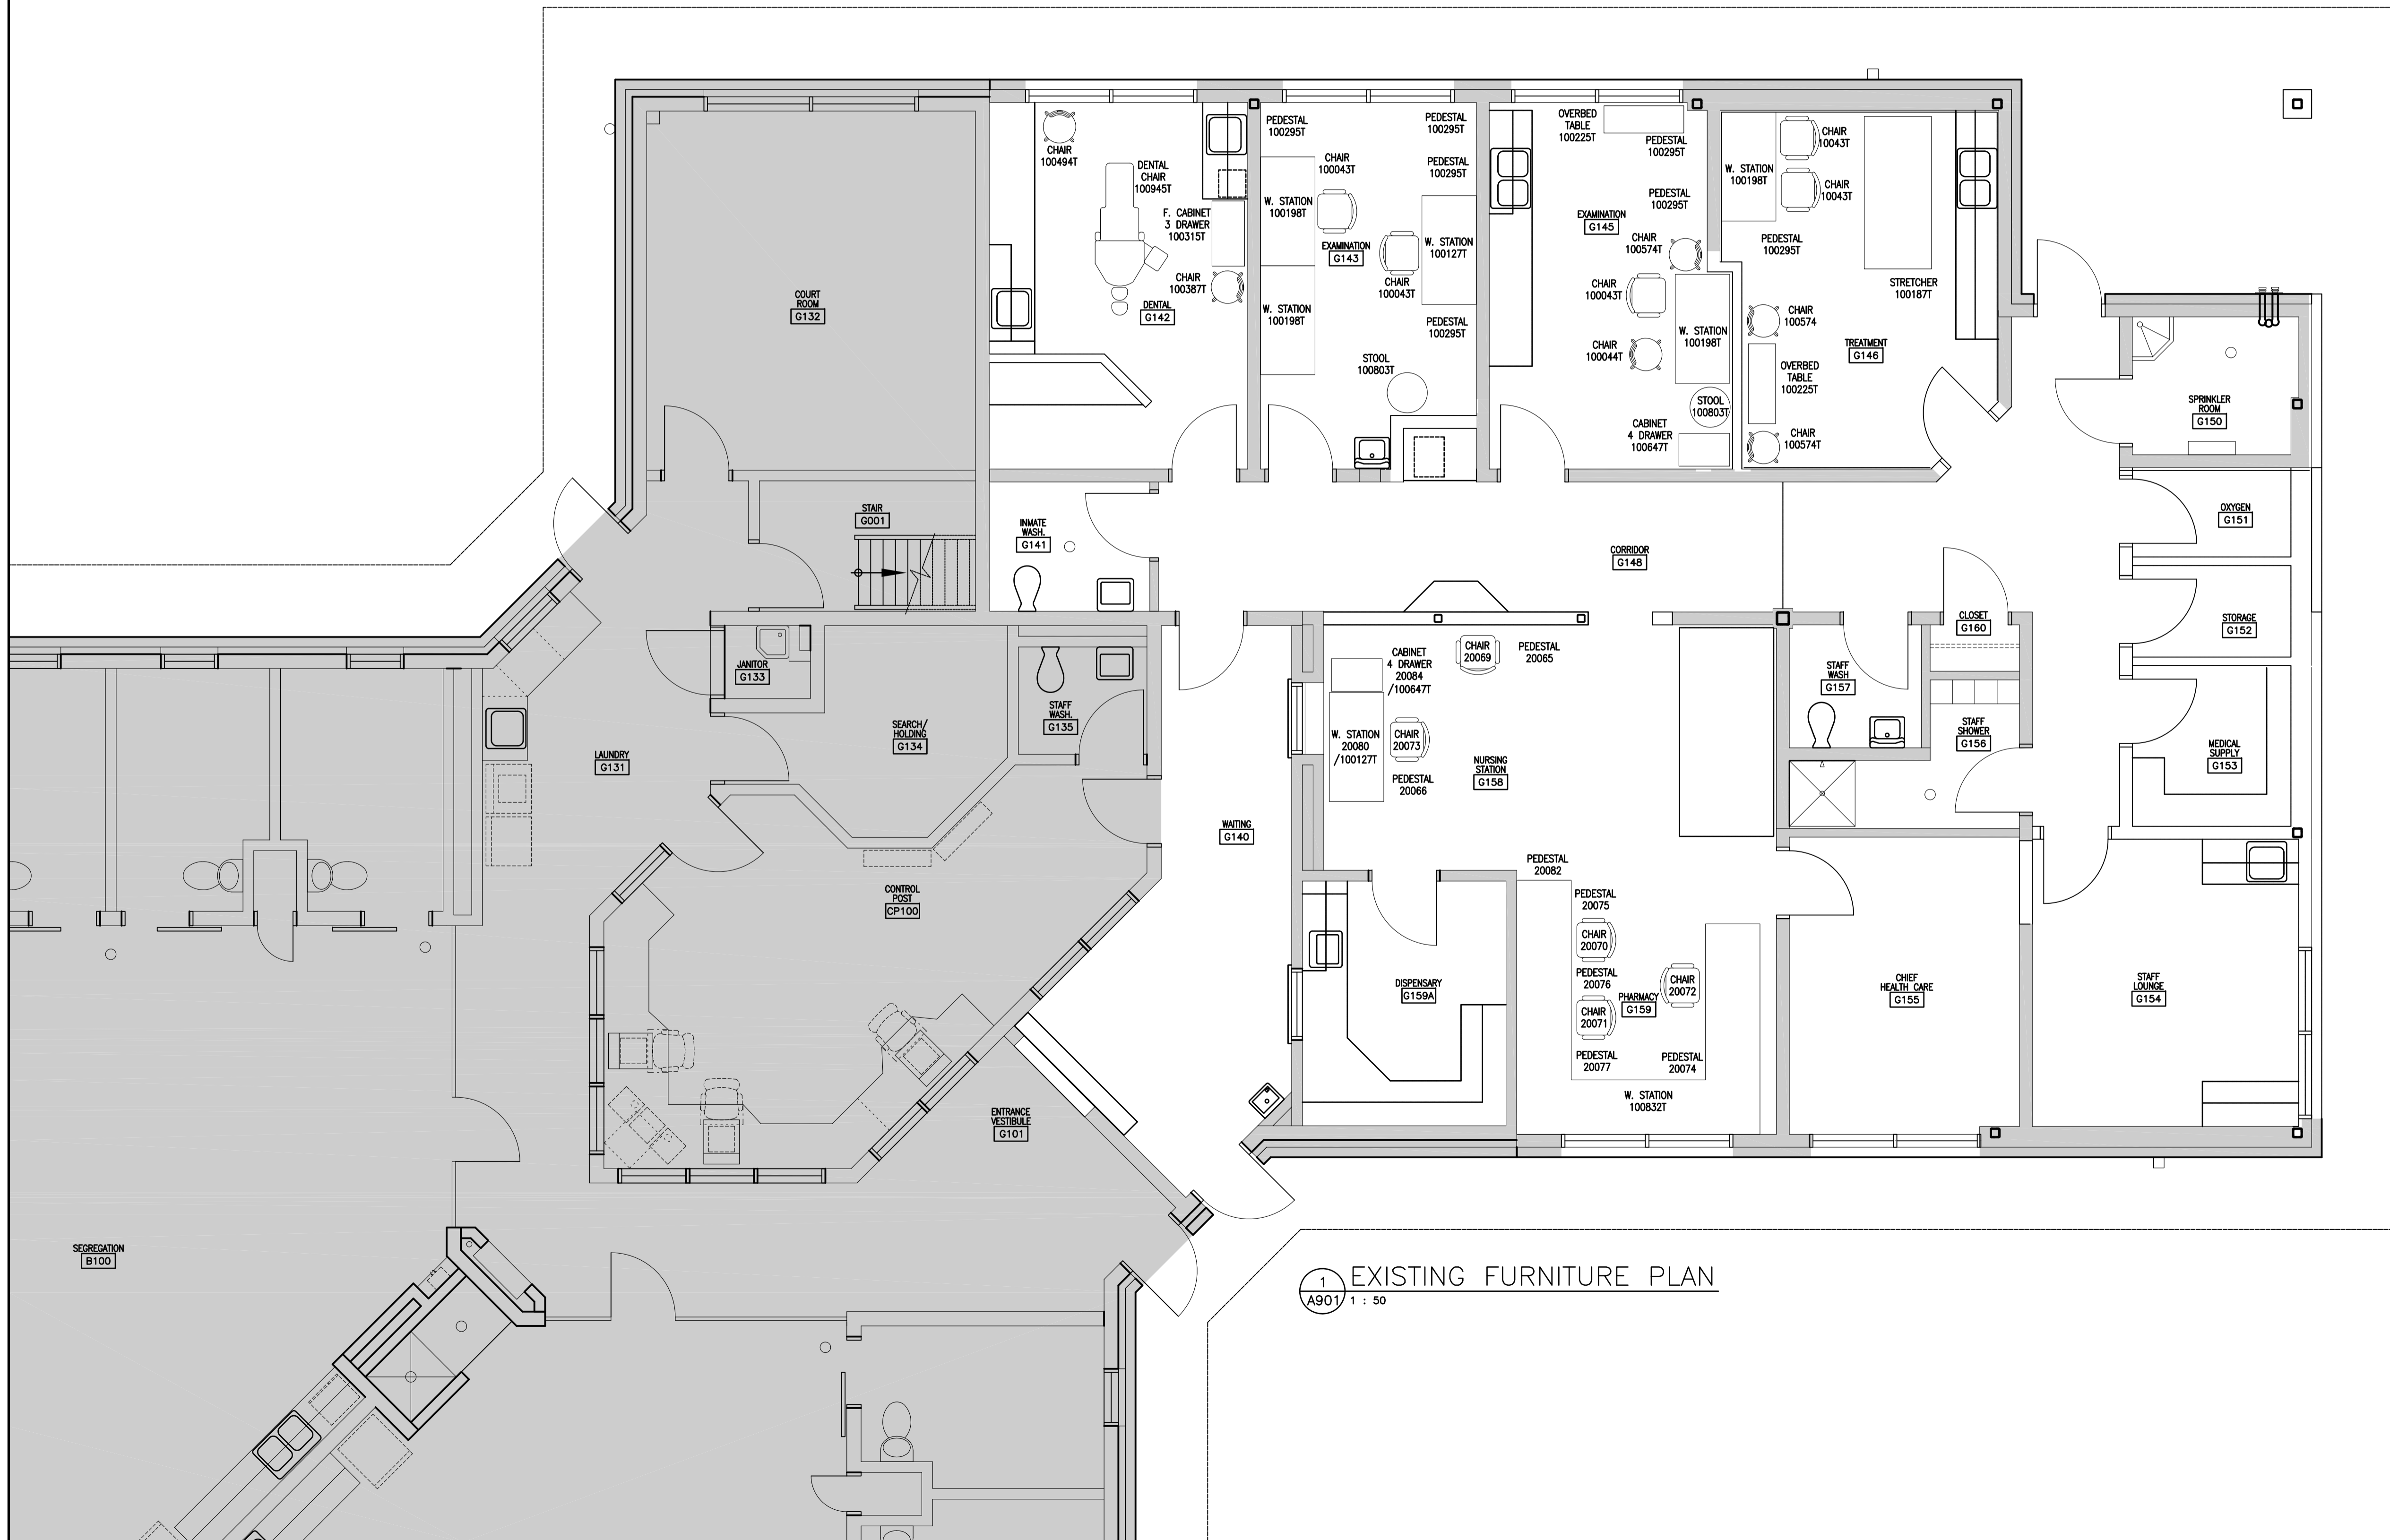 COURT
ROOM
G132
CHAIR
100494T
DENTAL
CHAIR
100945T
F. CABINET
3 DRAWER
100315T
CHAIR
100387T
DENTAL
G142
PEDESTAL
100295T
PEDESTAL
100295T
CHAIR
100043T
PEDESTAL
100295T
W. STATION
100198T
EXAMINATION
G143
W. STATION
100127T
CHAIR
100043T
W. STATION
100198T
PEDESTAL
100295T
STOOL
100803T
OVERBED
TABLE
100225T
PEDESTAL
100295T
PEDESTAL
100295T
EXAMINATION
G145
CHAIR
100574T
CHAIR
100043T
CHAIR
100044T
W. STATION
100198T
STOOL
100803T
CABINET
4 DRAWER
100647T
W. STATION
100198T
CHAIR
10043T
CHAIR
10043T
PEDESTAL
100295T
STRETCHER
100187T
CHAIR
100574
TREATMENT
G146
OVERBED
TABLE
100225T
CHAIR
100574T
SPRINKLER
ROOM
G150
STAIR
G001
INMATE
WASH.
G141
CORRIDOR
G148
OXYGEN
G151
CLOSET
G160
STORAGE
G152
JANITOR
G133
SEARCH/
HOLDING
G134
STAFF
WASH.
G135
LAUNDRY
G131
CABINET
4 DRAWER
20084
/100647T
CHAIR
20069
PEDESTAL
20065
W. STATION
20080
/100127T
CHAIR
20073
PEDESTAL
20066
NURSING
STATION
G158
STAFF
WASH
G157
STAFF
SHOWER
G156
MEDICAL
SUPPLY
G153
WAITING
G140
CONTROL
POST
CP100
PEDESTAL
20082
PEDESTAL
20075
CHAIR
20070
PEDESTAL
20076
CHAIR
20072
PHARMACY
G159
CHAIR
20071
PEDESTAL
20077
PEDESTAL
20074
W. STATION
100832T
DISPENSARY
G159A
CHIEF
HEALTH CARE
G155
STAFF
LOUNGE
G154
ENTRANCE
VESTIBULE
G101
SEGREGATION
B100
1
A901
EXISTING FURNITURE PLAN
1 : 50